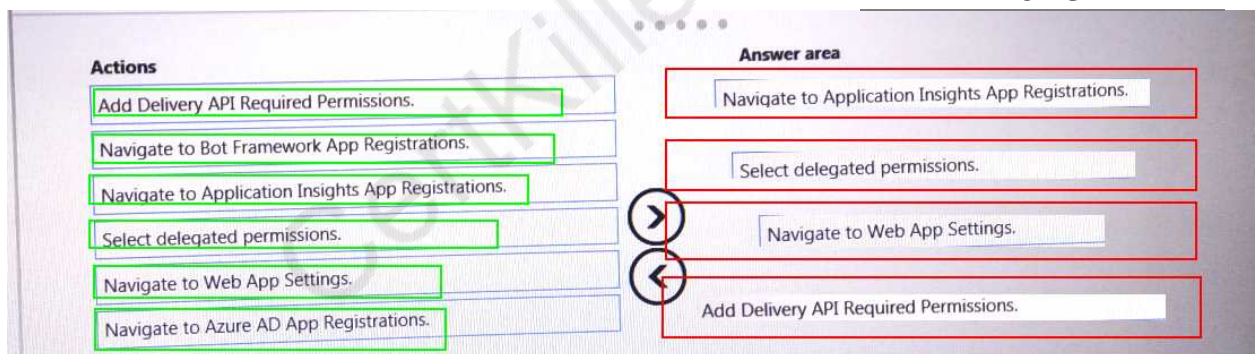 Actions
Add Delivery API Required Permissions.
Navigate to Bot Framework App Registrations.
Navigate to Application Insights App Registrations.
Select delegated permissions.
Navigate to Web App Settings.
Navigate to Azure AD App Registrations.
Answer area
Navigate to Application Insights App Registrations.
Select delegated permissions.
Navigate to Web App Settings.
Add Delivery API Required Permissions.